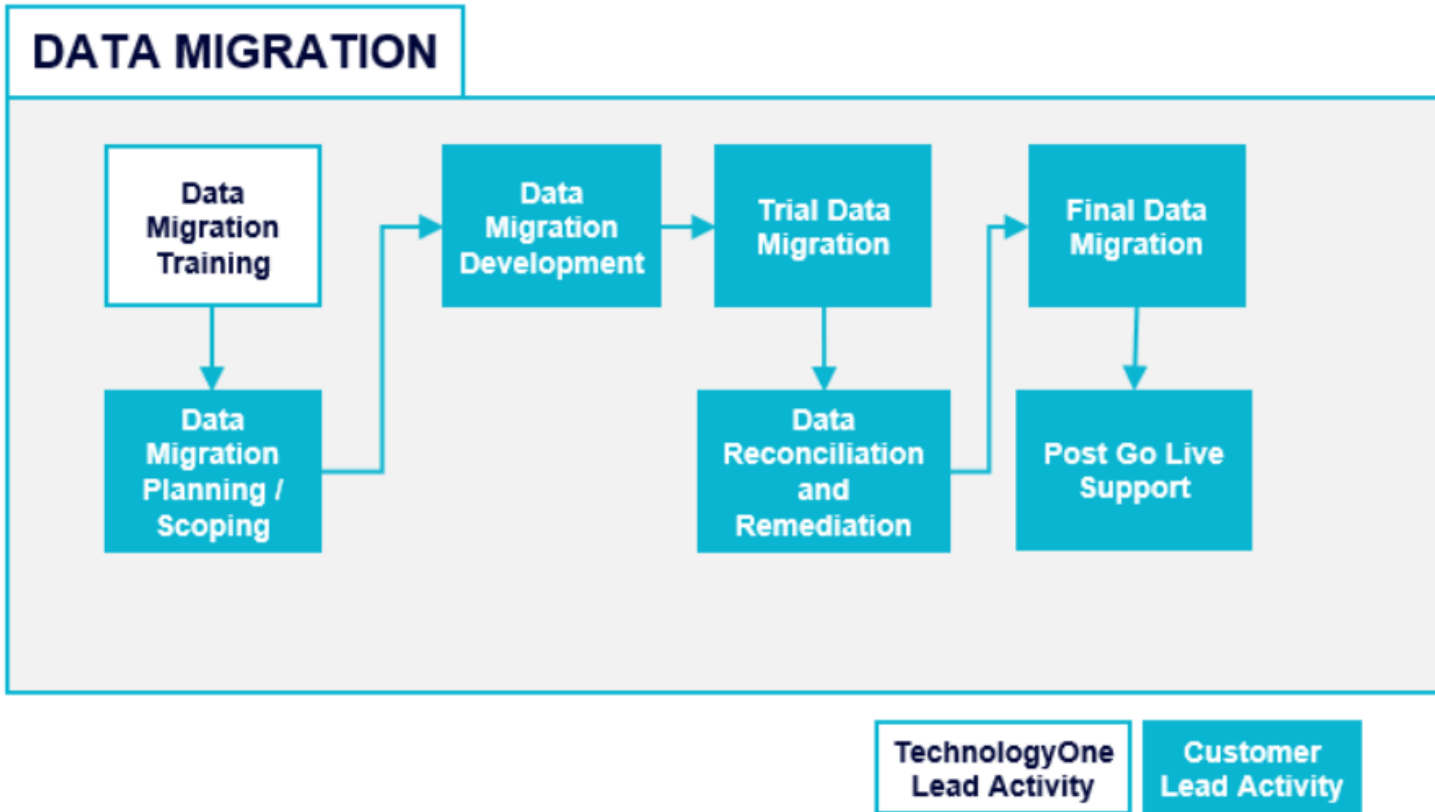 DATA MIGRATION
Data
Migration
Training
Data
Migration
Planning /
Scoping
Data
Migration
Development
Trial Data
Migration
Data
Reconciliation
and
Remediation
Final Data
Migration
Post Go Live
Support
TechnologyOne
Lead Activity
Customer
Lead Activity